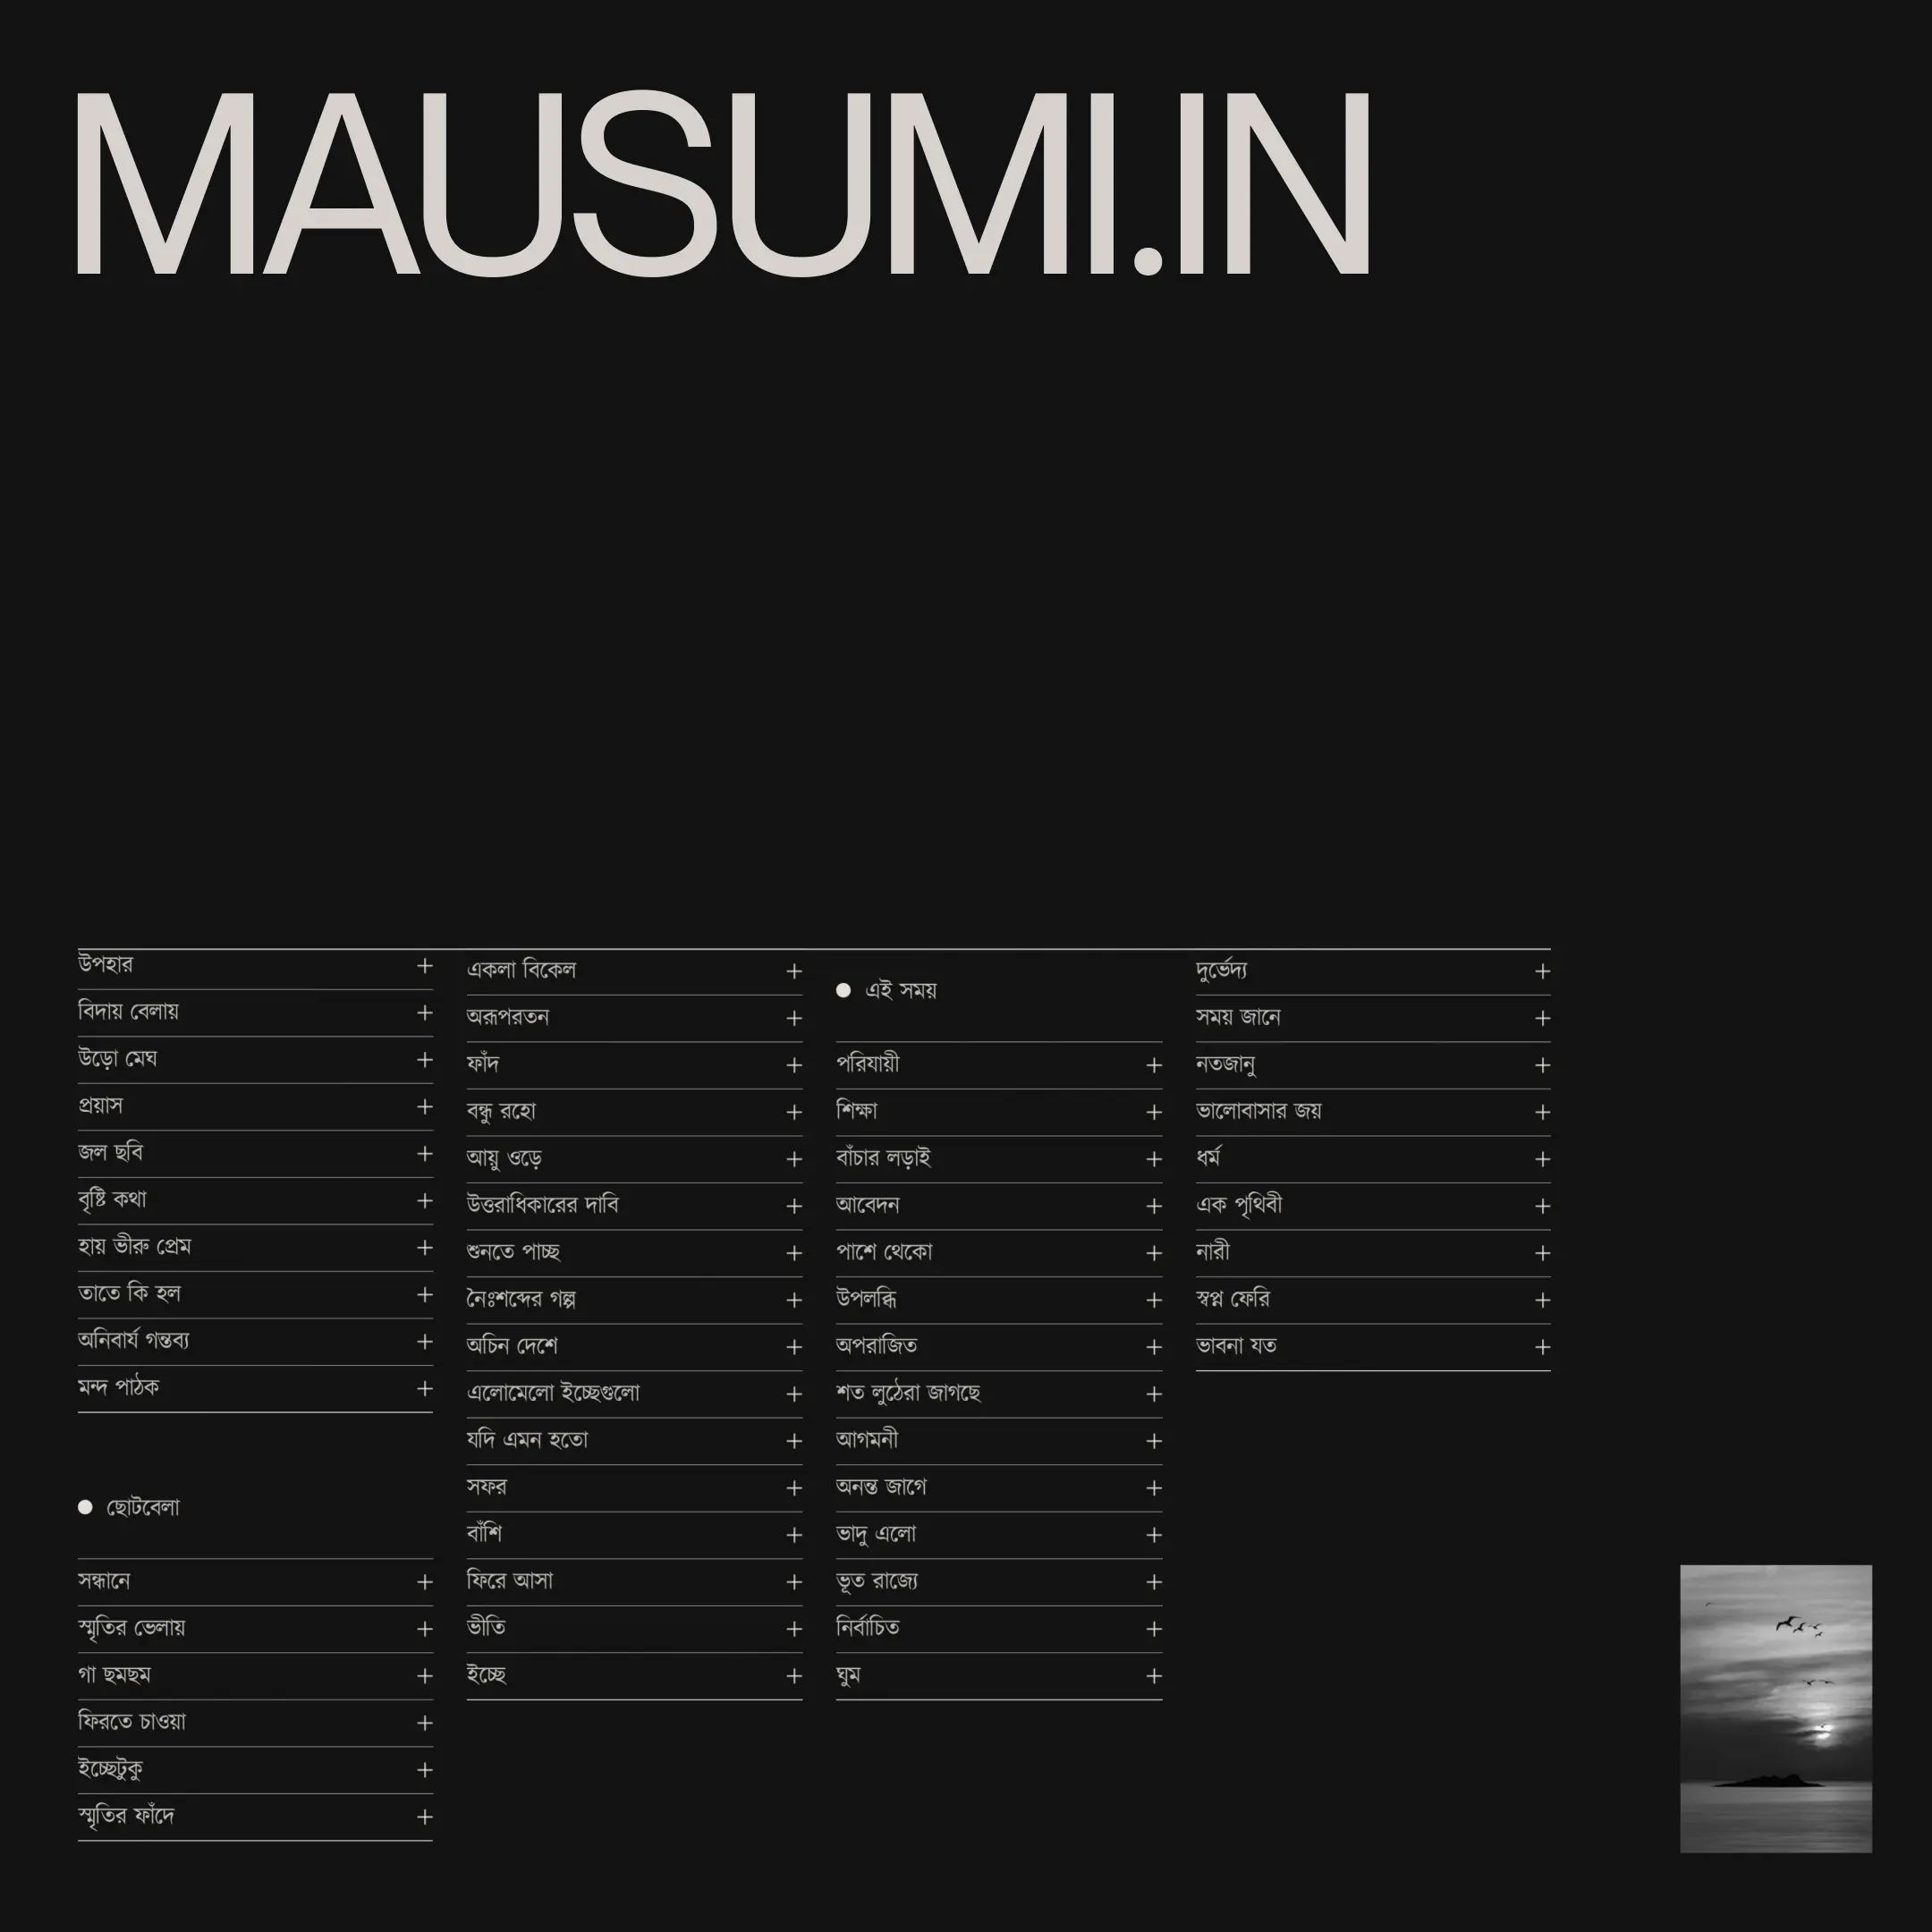 MAUSUMI.IN
উপহার
বিদায় বেলায়
উড়ো মেঘ
প্রয়াস
জল ছবি
বৃষ্টি কথা
হায় ভীরু প্রেম
তাতে কি হল
অনিবার্য গন্তব্য
মন্দ পাঠক
ছোটবেলা
সন্ধানে
স্মৃতির ভেলায়
গা ছমছম
ফিরতে চাওয়া
ইচ্ছেটুকু
স্মৃতির ফাঁদে
একলা বিকেল
অরূপরতন
ফাঁদ
বন্ধু রহো
আয়ু ওড়ে
উত্তরাধিকারের দাবি
শুনতে পাচ্ছ
নৈঃশব্দের গল্প
অচিন দেশে
এলোমেলো ইচ্ছেগুলো
যদি এমন হতো
সফর
বাঁশি
ফিরে আসা
ভীতি
ইচ্ছে
এই সময়
পরিযায়ী
শিক্ষা
বাঁচার লড়াই
আবেদন
পাশে থেকো
উপলব্ধি
অপরাজিত
শত লুঠেরা জাগছে
আগমনী
অনন্ত জাগে
ভাদু এলো
ভূত রাজ্যে
নির্বাচিত
ঘুম
দুর্ভেদ্য
সময় জানে
নতজানু
ভালোবাসার জয়
ধর্ম
এক পৃথিবী
নারী
স্বপ্ন ফেরি
ভাবনা যত